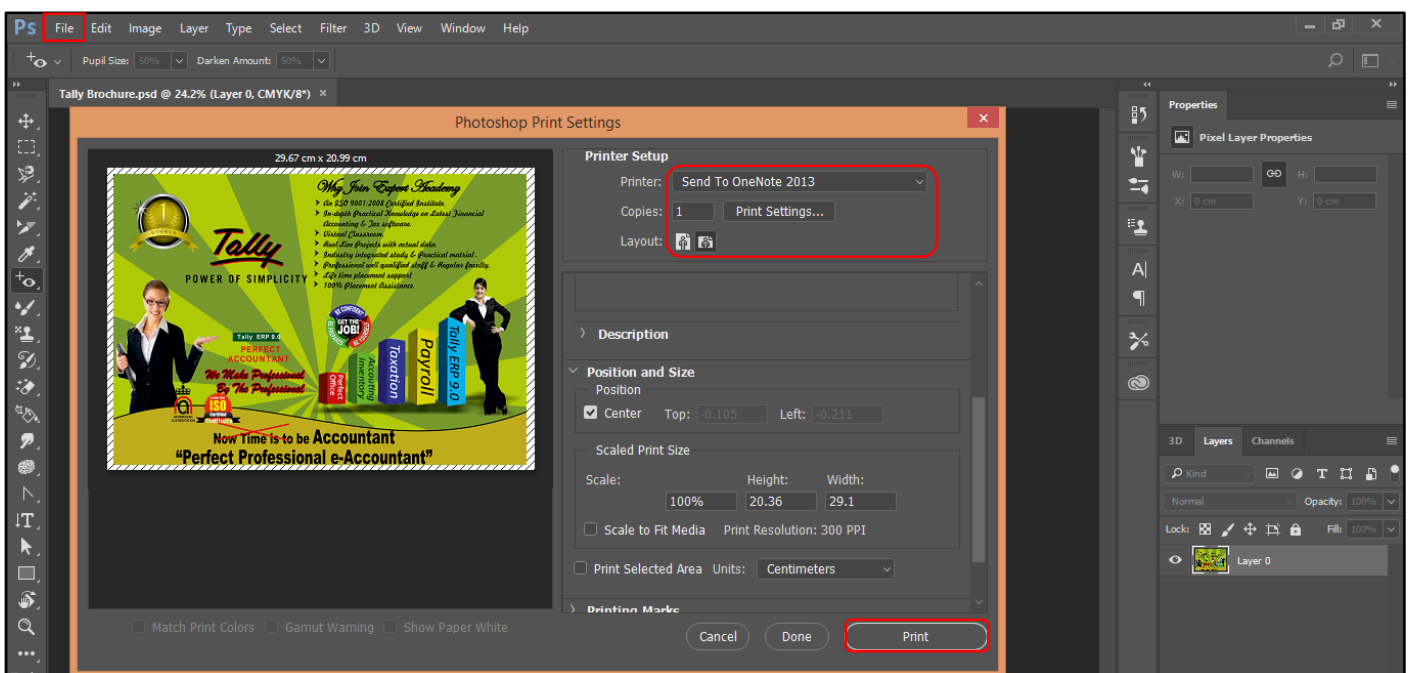 Ps File Edit Image Layer Type Select Filter 3D View Window Help
Pupil Size: 50% Darken Amount: 50%
Tally Brochure.psd @ 24.2% (Layer 0, CMYK/8*) ×
Photoshop Print Settings
29.67 cm x 20.99 cm
Why Join Expert Academy
An ISO 9001:2008 Certified Institute.
In-depth Practical Knowledge on Latest Financial
Accounting & Tax software.
Virtual Classroom
Real Live Projects with actual data.
Industry integrated study & Practical matrial.
Professional well qualified staff & Regular faculty.
Life time placement support
100% Placement Assistance.
WINNER
Tally
POWER OF SIMPLICITY
BE CONFIDENT
GET THE
JOB!
BE PREPARED
BE YOURSELF
Tally ERP 9.0
PERFECT
ACCOUNTANT
We Make Professional
By The Professional
Perfect
Office
Accounting
Inventory
Taxation
Payroll
Tally ERP 9.0
ISO
Certified
Institute
Now Time is to be Accountant
“Perfect Professional e-Accountant”
Match Print Colors Gamut Warning Show Paper White
Printer Setup
Printer: Send To OneNote 2013
Copies: 1 Print Settings...
Layout:
Description
Position and Size
Position
Center Top: -0.105 Left: -0.211
Scaled Print Size
Scale: Height: Width:
100% 20.36 29.1
Scale to Fit Media Print Resolution: 300 PPI
Print Selected Area Units: Centimeters
Printing Marks
Cancel Done Print
Properties
Pixel Layer Properties
W: H:
X: 0 cm Y: 0 cm
3D Layers Channels
Kind
Normal Opacity: 100%
Lock: Fill: 100%
Layer 0